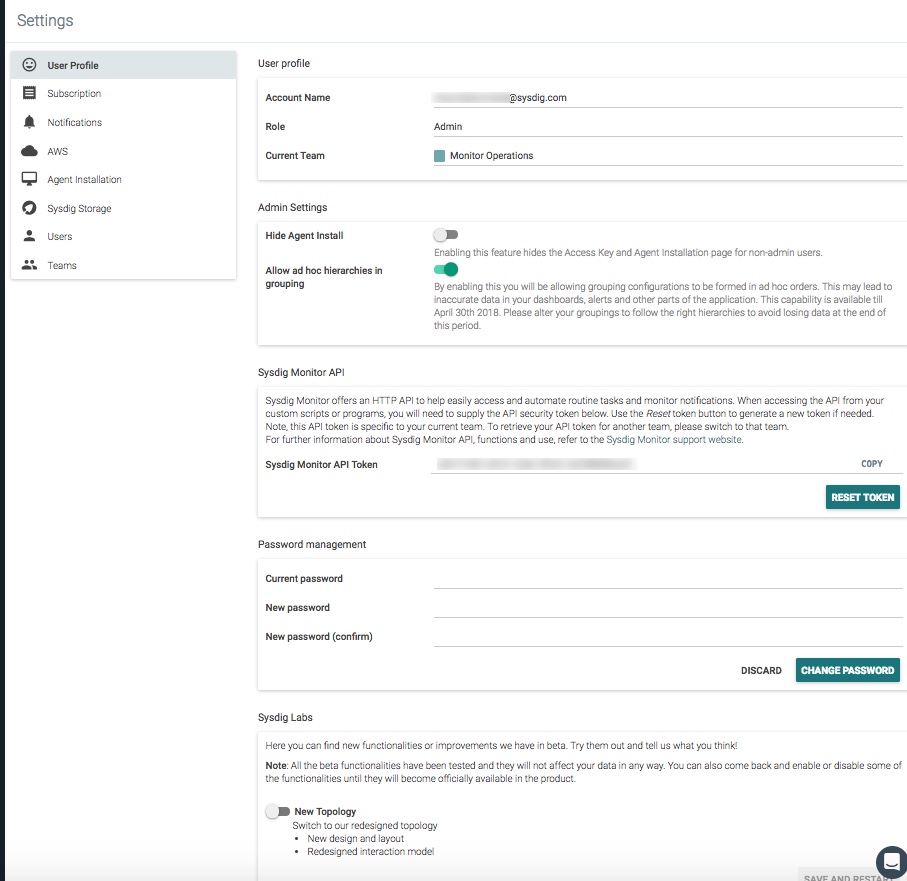 Settings
User Profile
Subscription
Notifications
AWS
Agent Installation
Sysdig Storage
Users
Teams
User profile
Account Name
@sysdig.com
Role
Admin
Current Team
Monitor Operations
Admin Settings
Hide Agent Install
Enabling this feature hides the Access Key and Agent Installation page for non-admin users.
Allow ad hoc hierarchies in
grouping
By enabling this you will be allowing grouping configurations to be formed in ad hoc orders. This may lead to
inaccurate data in your dashboards, alerts and other parts of the application. This capability is available till
April 30th 2018. Please alter your groupings to follow the right hierarchies to avoid losing data at the end of
this period.
Sysdig Monitor API
Sysdig Monitor offers an HTTP API to help easily access and automate routine tasks and monitor notifications. When accessing the API from your
custom scripts or programs, you will need to supply the API security token below. Use the Reset token button to generate a new token if needed.
Note, this API token is specific to your current team. To retrieve your API token for another team, please switch to that team.
For further information about Sysdig Monitor API, functions and use, refer to the Sysdig Monitor support website.
Sysdig Monitor API Token
COPY
RESET TOKEN
Password management
Current password
New password
New password (confirm)
DISCARD
CHANGE PASSWORD
Sysdig Labs
Here you can find new functionalities or improvements we have in beta. Try them out and tell us what you think!
Note: All the beta functionalities have been tested and they will not affect your data in any way. You can also come back and enable or disable some of
the functionalities until they will become officially available in the product.
New Topology
Switch to our redesigned topology
• New design and layout
• Redesigned interaction model
SAVE AND RESTART